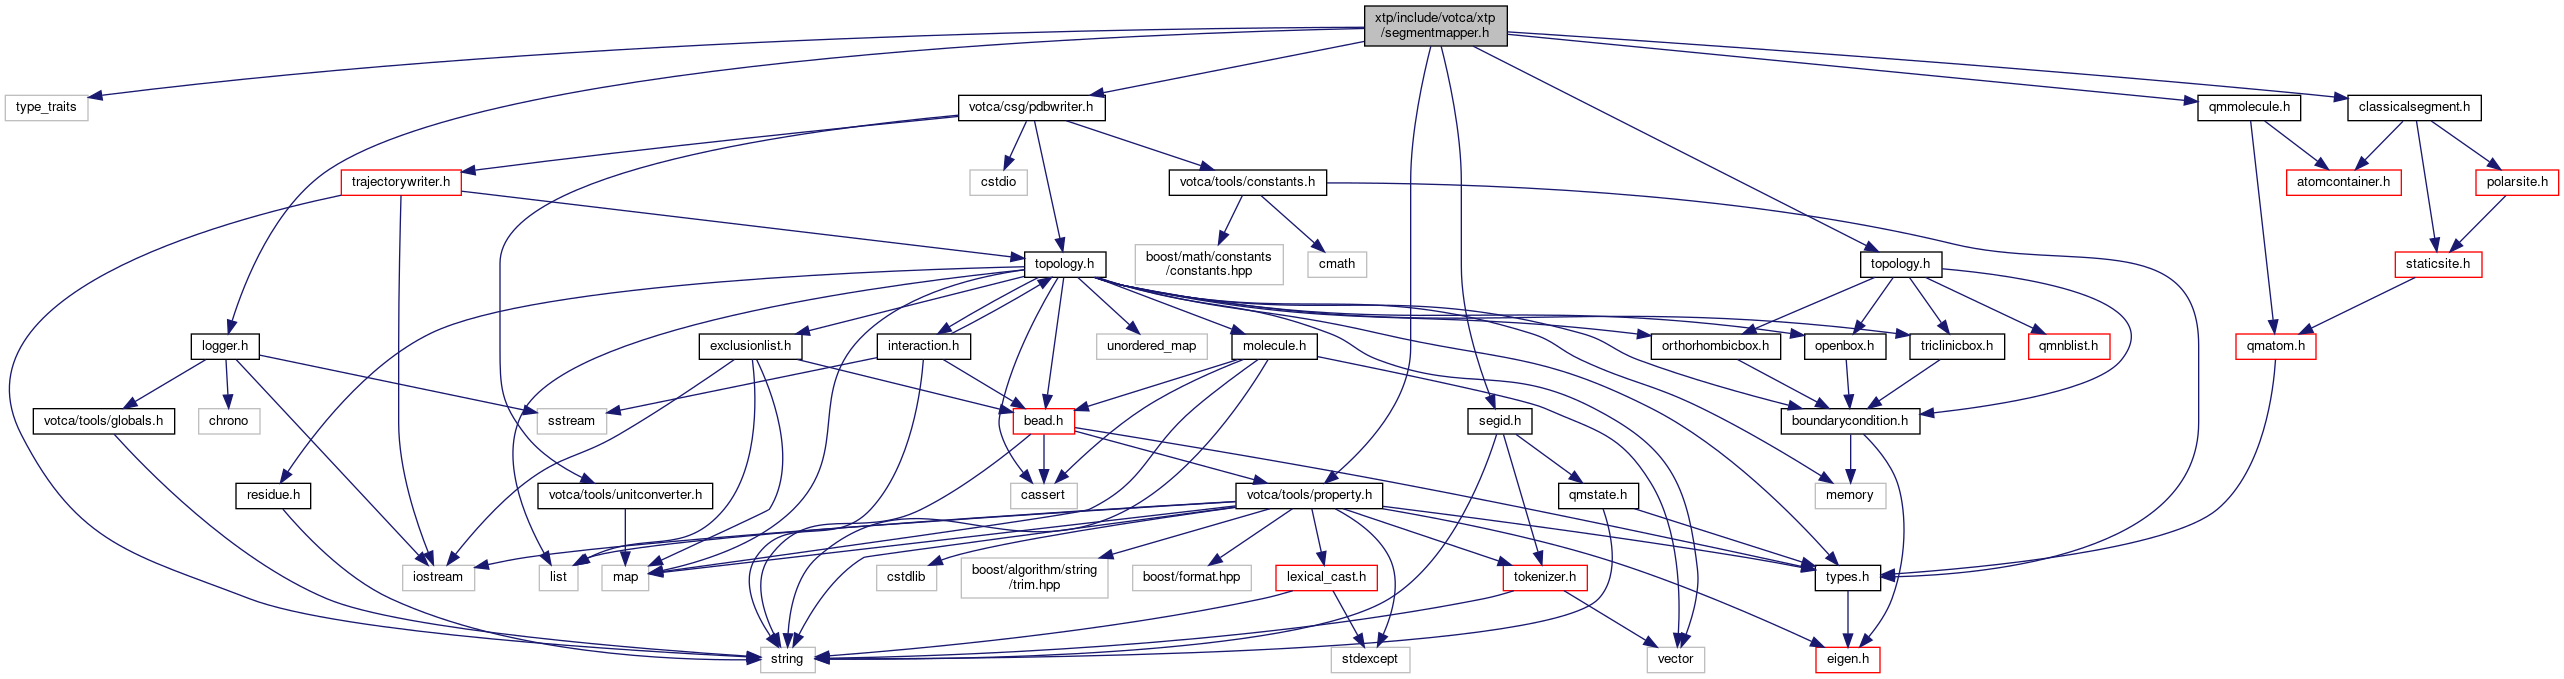 xtp/include/votca/xtp
/segmentmapper.h
type_traits
votca/csg/pdbwriter.h
qmmolecule.h
classicalsegment.h
trajectorywriter.h
cstdio
votca/tools/constants.h
atomcontainer.h
polarsite.h
topology.h
boost/math/constants
/constants.hpp
cmath
topology.h
staticsite.h
logger.h
exclusionlist.h
interaction.h
unordered_map
molecule.h
orthorhombicbox.h
openbox.h
triclinicbox.h
qmnblist.h
qmatom.h
votca/tools/globals.h
chrono
sstream
bead.h
segid.h
boundarycondition.h
residue.h
votca/tools/unitconverter.h
cassert
votca/tools/property.h
qmstate.h
memory
iostream
list
map
cstdlib
boost/algorithm/string
/trim.hpp
boost/format.hpp
lexical_cast.h
tokenizer.h
types.h
string
stdexcept
vector
eigen.h